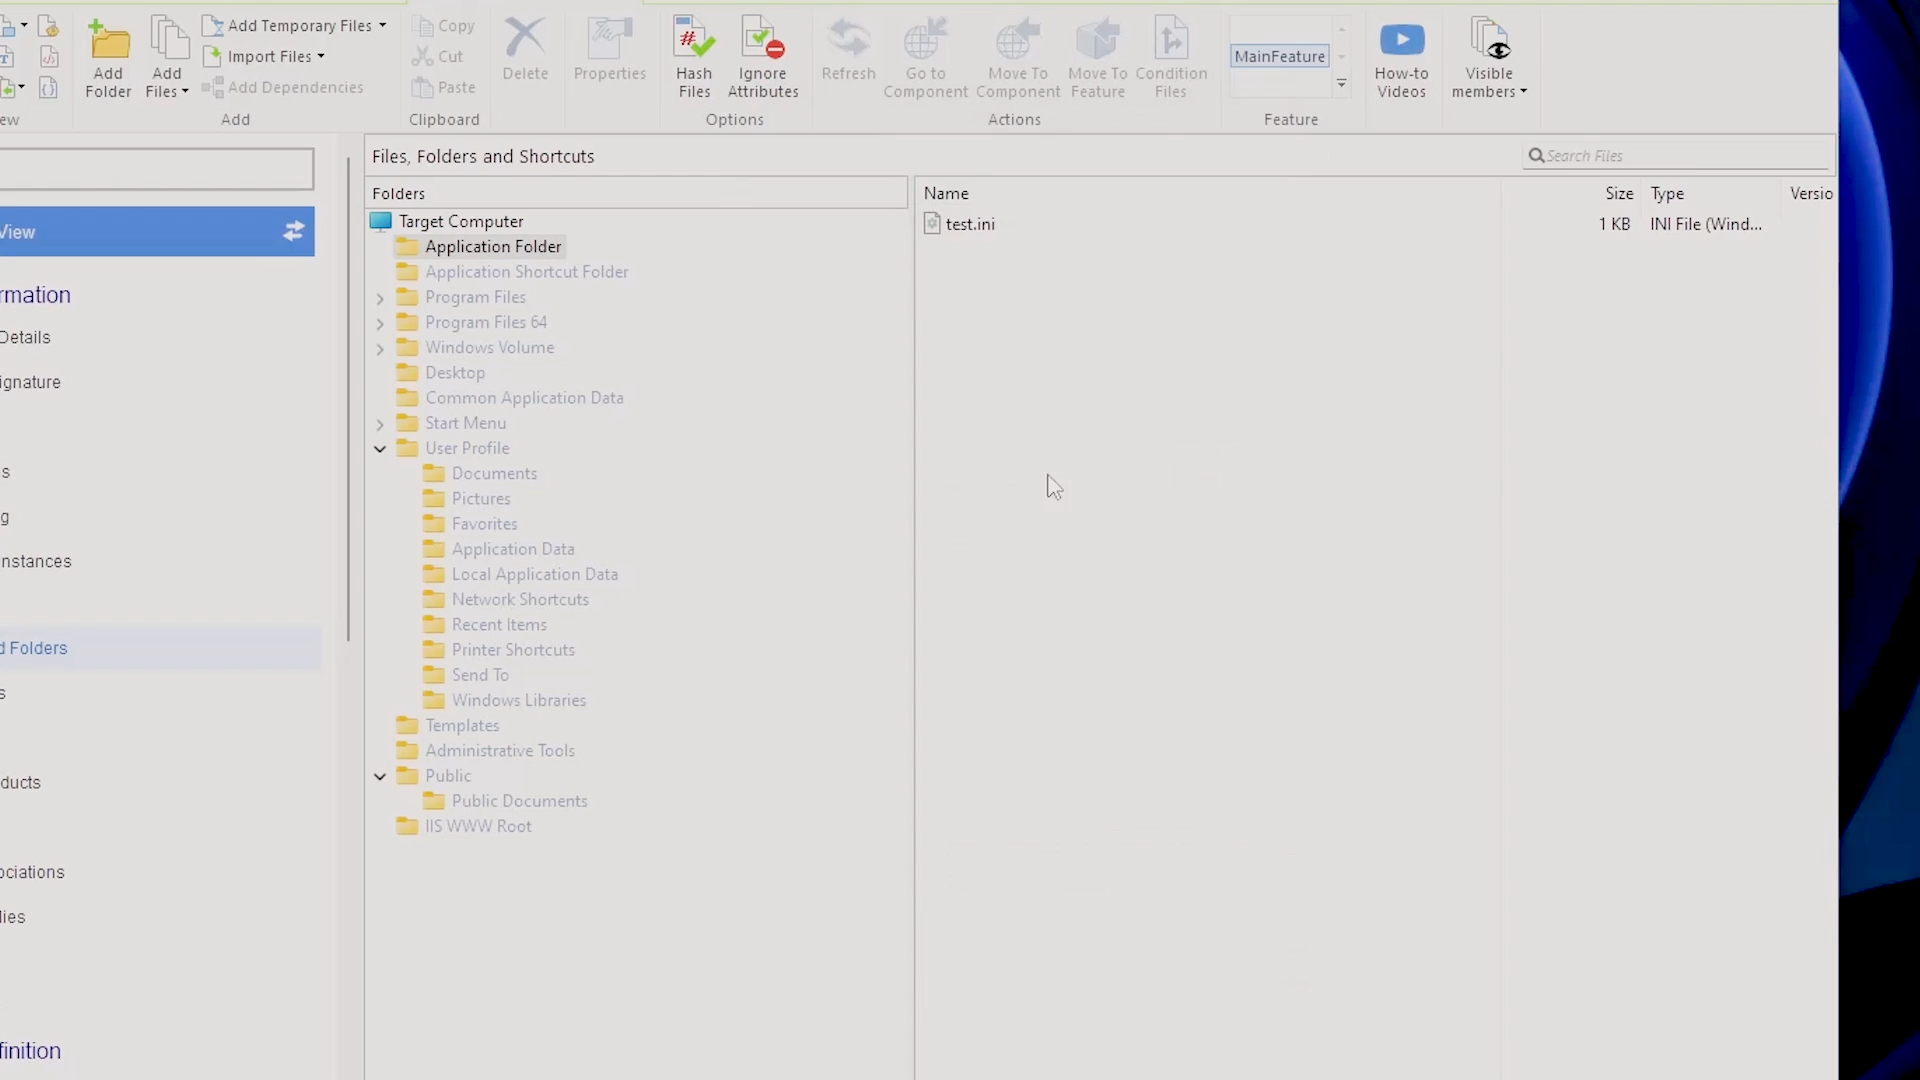 Add Temporary Files
Import Files
Add Dependencies
Add
Folder
Add
Files
Add
Copy
Cut
Paste
Clipboard
Delete
Properties
Hash
Files
Ignore
Attributes
Options
Refresh
Go to
Component
Move To
Component
Move To
Feature
Condition
Files
Actions
MainFeature
Feature
How-to
Videos
Visible
members
ew
View
rmation
Details
ignature
s
g
nstances
d Folders
s
ducts
ociations
lies
finition
Files, Folders and Shortcuts
Search Files
Folders
Target Computer
Application Folder
Application Shortcut Folder
Program Files
Program Files 64
Windows Volume
Desktop
Common Application Data
Start Menu
User Profile
Documents
Pictures
Favorites
Application Data
Local Application Data
Network Shortcuts
Recent Items
Printer Shortcuts
Send To
Windows Libraries
Templates
Administrative Tools
Public
Public Documents
IIS WWW Root
Name Size Type Versio
test.ini 1 KB INI File (Wind...